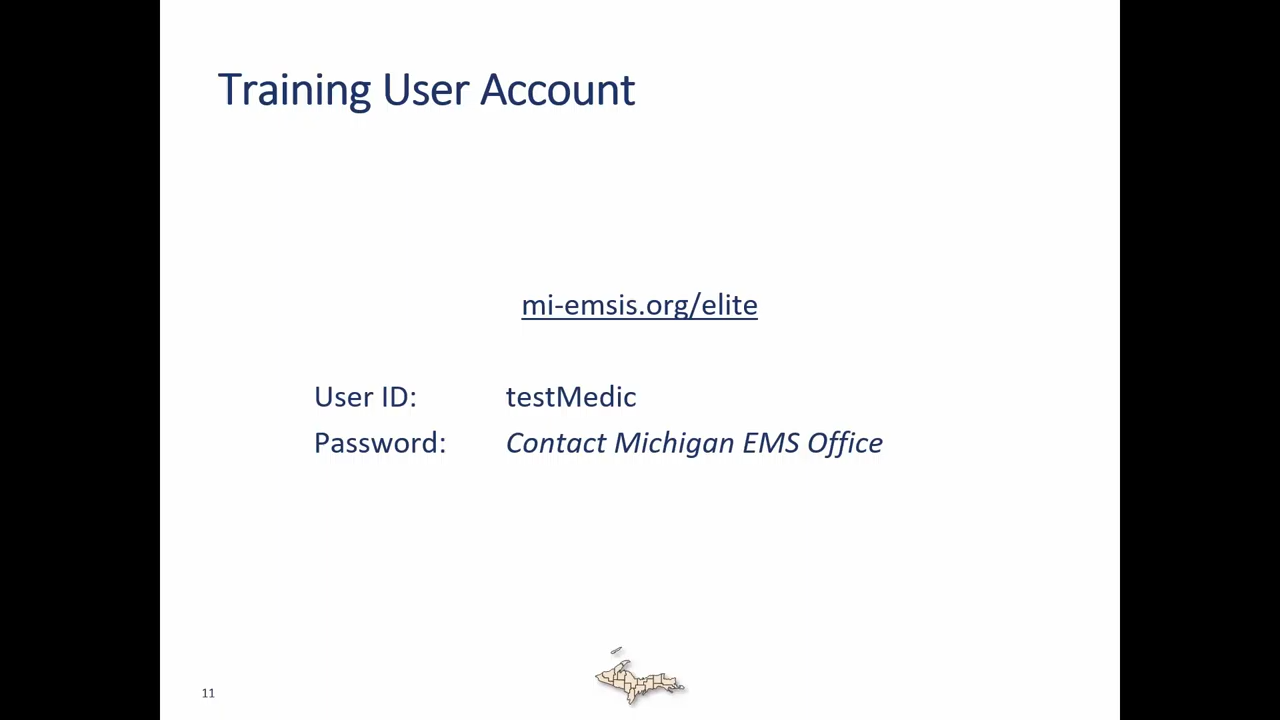 Training User Account
mi-emsis.org/elite
User ID: testMedic
Password: Contact Michigan EMS Office
11